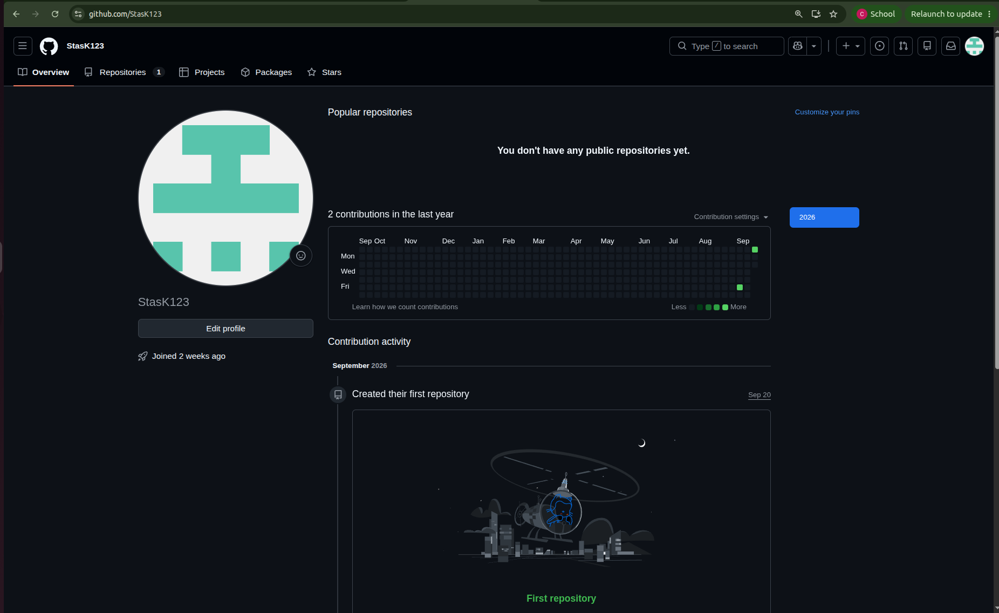 github.com/StasK123
C School
Relaunch to update
StasK123
Type / to search
Overview
Repositories 1
Projects
Packages
Stars
Popular repositories
Customize your pins
You don't have any public repositories yet.
StasK123
Edit profile
Joined 2 weeks ago
2 contributions in the last year
Contribution settings
2026
Sep Oct Nov Dec Jan Feb Mar Apr May Jun Jul Aug Sep
Mon
Wed
Fri
Learn how we count contributions
Less More
Contribution activity
September 2026
Created their first repository
Sep 20
First repository